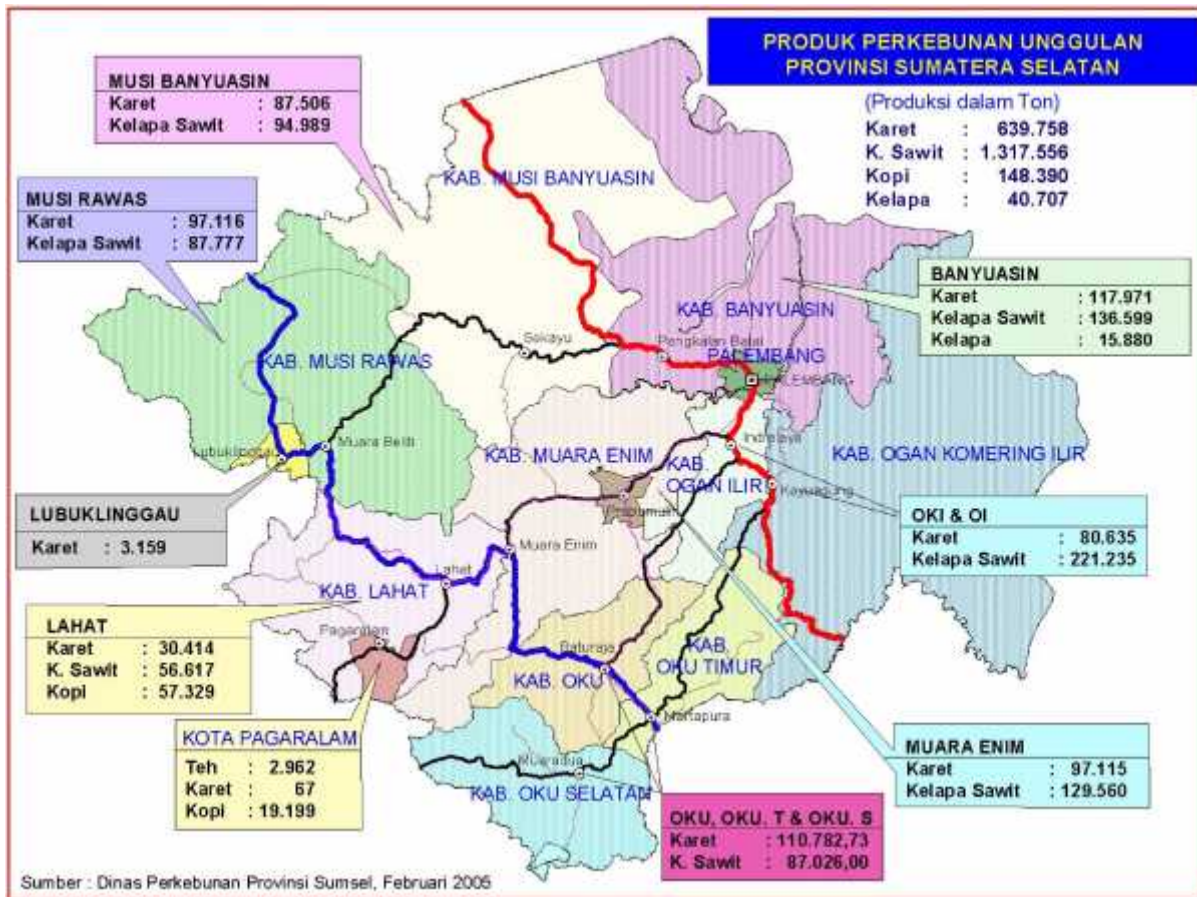 PRODUK PERKEBUNAN UNGGULAN
PROVINSI SUMATERA SELATAN
(Produksi dalam Ton)
Karet : 639.758
K. Sawit : 1.317.556
Kopi : 148.390
Kelapa : 40.707
MUSI BANYUASIN
Karet : 87.506
Kelapa Sawit : 94.989
MUSI RAWAS
Karet : 97.116
Kelapa Sawit : 87.777
BANYUASIN
Karet : 117.971
Kelapa Sawit : 136.599
Kelapa : 15.880
LUBUKLINGGAU
Karet : 3.159
OKI & OI
Karet : 80.635
Kelapa Sawit : 221.235
LAHAT
Karet : 30.414
K. Sawit : 56.617
Kopi : 57.329
KOTA PAGARALAM
Teh : 2.962
Karet : 67
Kopi : 19.199
MUARA ENIM
Karet : 97.115
Kelapa Sawit : 129.560
OKU, OKU. T & OKU. S
Karet : 110.782,73
K. Sawit : 87.026,00
KAB. MUSI BANYUASIN
KAB. BANYUASIN
Sekayu
Pangkalan Balai
KAB. MUSI RAWAS
PALEMBANG
PALEMBANG
Lubuklinggau
Muara Beliti
Indralaya
KAB. MUARA ENIM
KAB. OGAN KOMERING ILIR
KAB.
OGAN ILIR
Kayuagung
Prabumulih
Muara Enim
Lahat
KAB. LAHAT
Pagaralam
Baturaja
KAB. OKU
KAB.
OKU TIMUR
Martapura
Muaradua
KAB. OKU SELATAN
Sumber : Dinas Perkebunan Provinsi Sumsel, Februari 2005